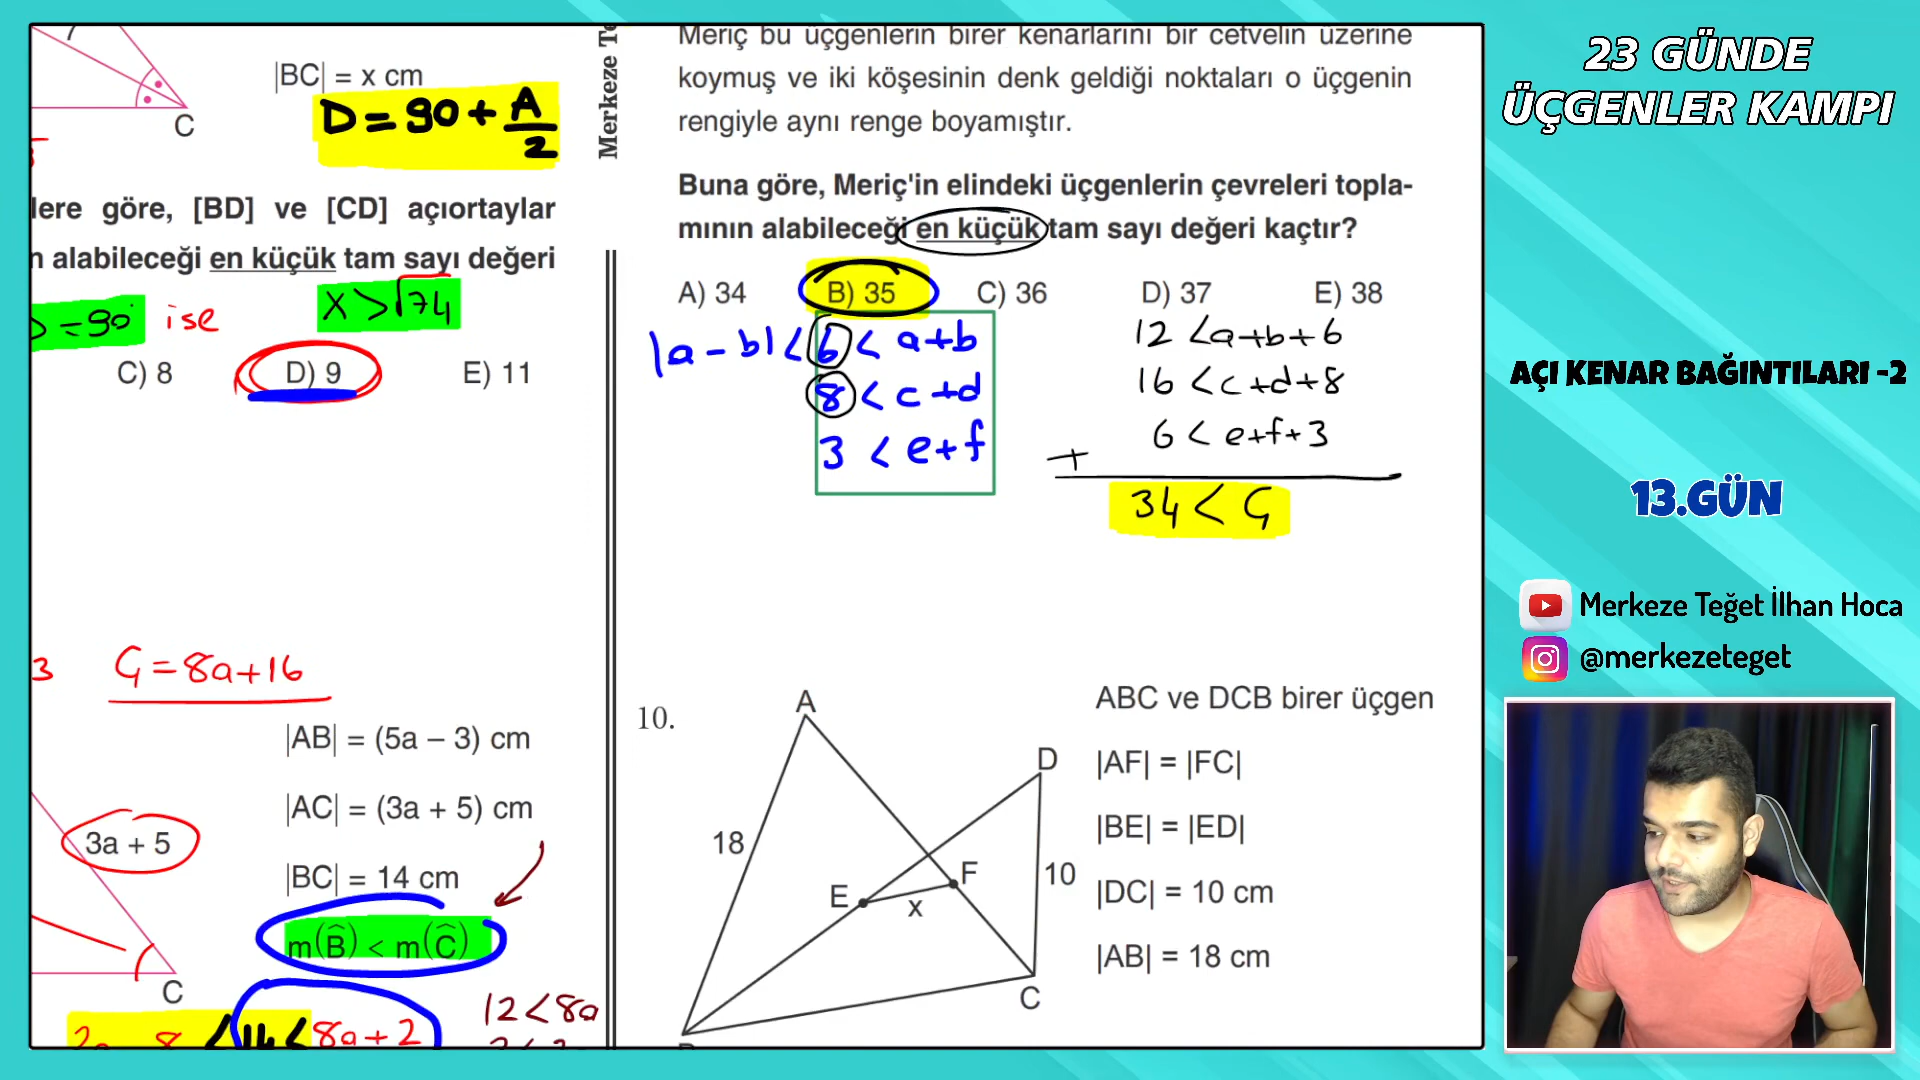 |BC| = x cm
D = 90 + A/2
C
lere göre, [BD] ve [CD] açıortaylar
n alabileceği en küçük tam sayı değeri
D = 90° ise
x > √74
C) 8
D) 9
E) 11
3
Ç = 8a+16
|AB| = (5a – 3) cm
|AC| = (3a + 5) cm
3a + 5
|BC| = 14 cm
m(B̂) < m(Ĉ)
C
14 < 8a+2
12 < 8a
Meriç bu üçgenlerin birer kenarlarını bir cetvelin üzerine
koymuş ve iki köşesinin denk geldiği noktaları o üçgenin
rengiyle aynı renge boyamıştır.
Buna göre, Meriç'in elindeki üçgenlerin çevreleri topla-
mının alabileceği en küçük tam sayı değeri kaçtır?
A) 34
B) 35
C) 36
D) 37
E) 38
|a - b| < 6 < a+b
8 < c+d
3 < e+f
12 < a+b+6
16 < c+d+8
6 < e+f+3
+
34 < Ç
10.
A
D
18
F
10
E
x
C
ABC ve DCB birer üçgen
|AF| = |FC|
|BE| = |ED|
|DC| = 10 cm
|AB| = 18 cm
23 GÜNDE
ÜÇGENLER KAMPI
AÇI KENAR BAĞINTILARI -2
13.GÜN
Merkeze Teğet İlhan Hoca
@merkezeteget